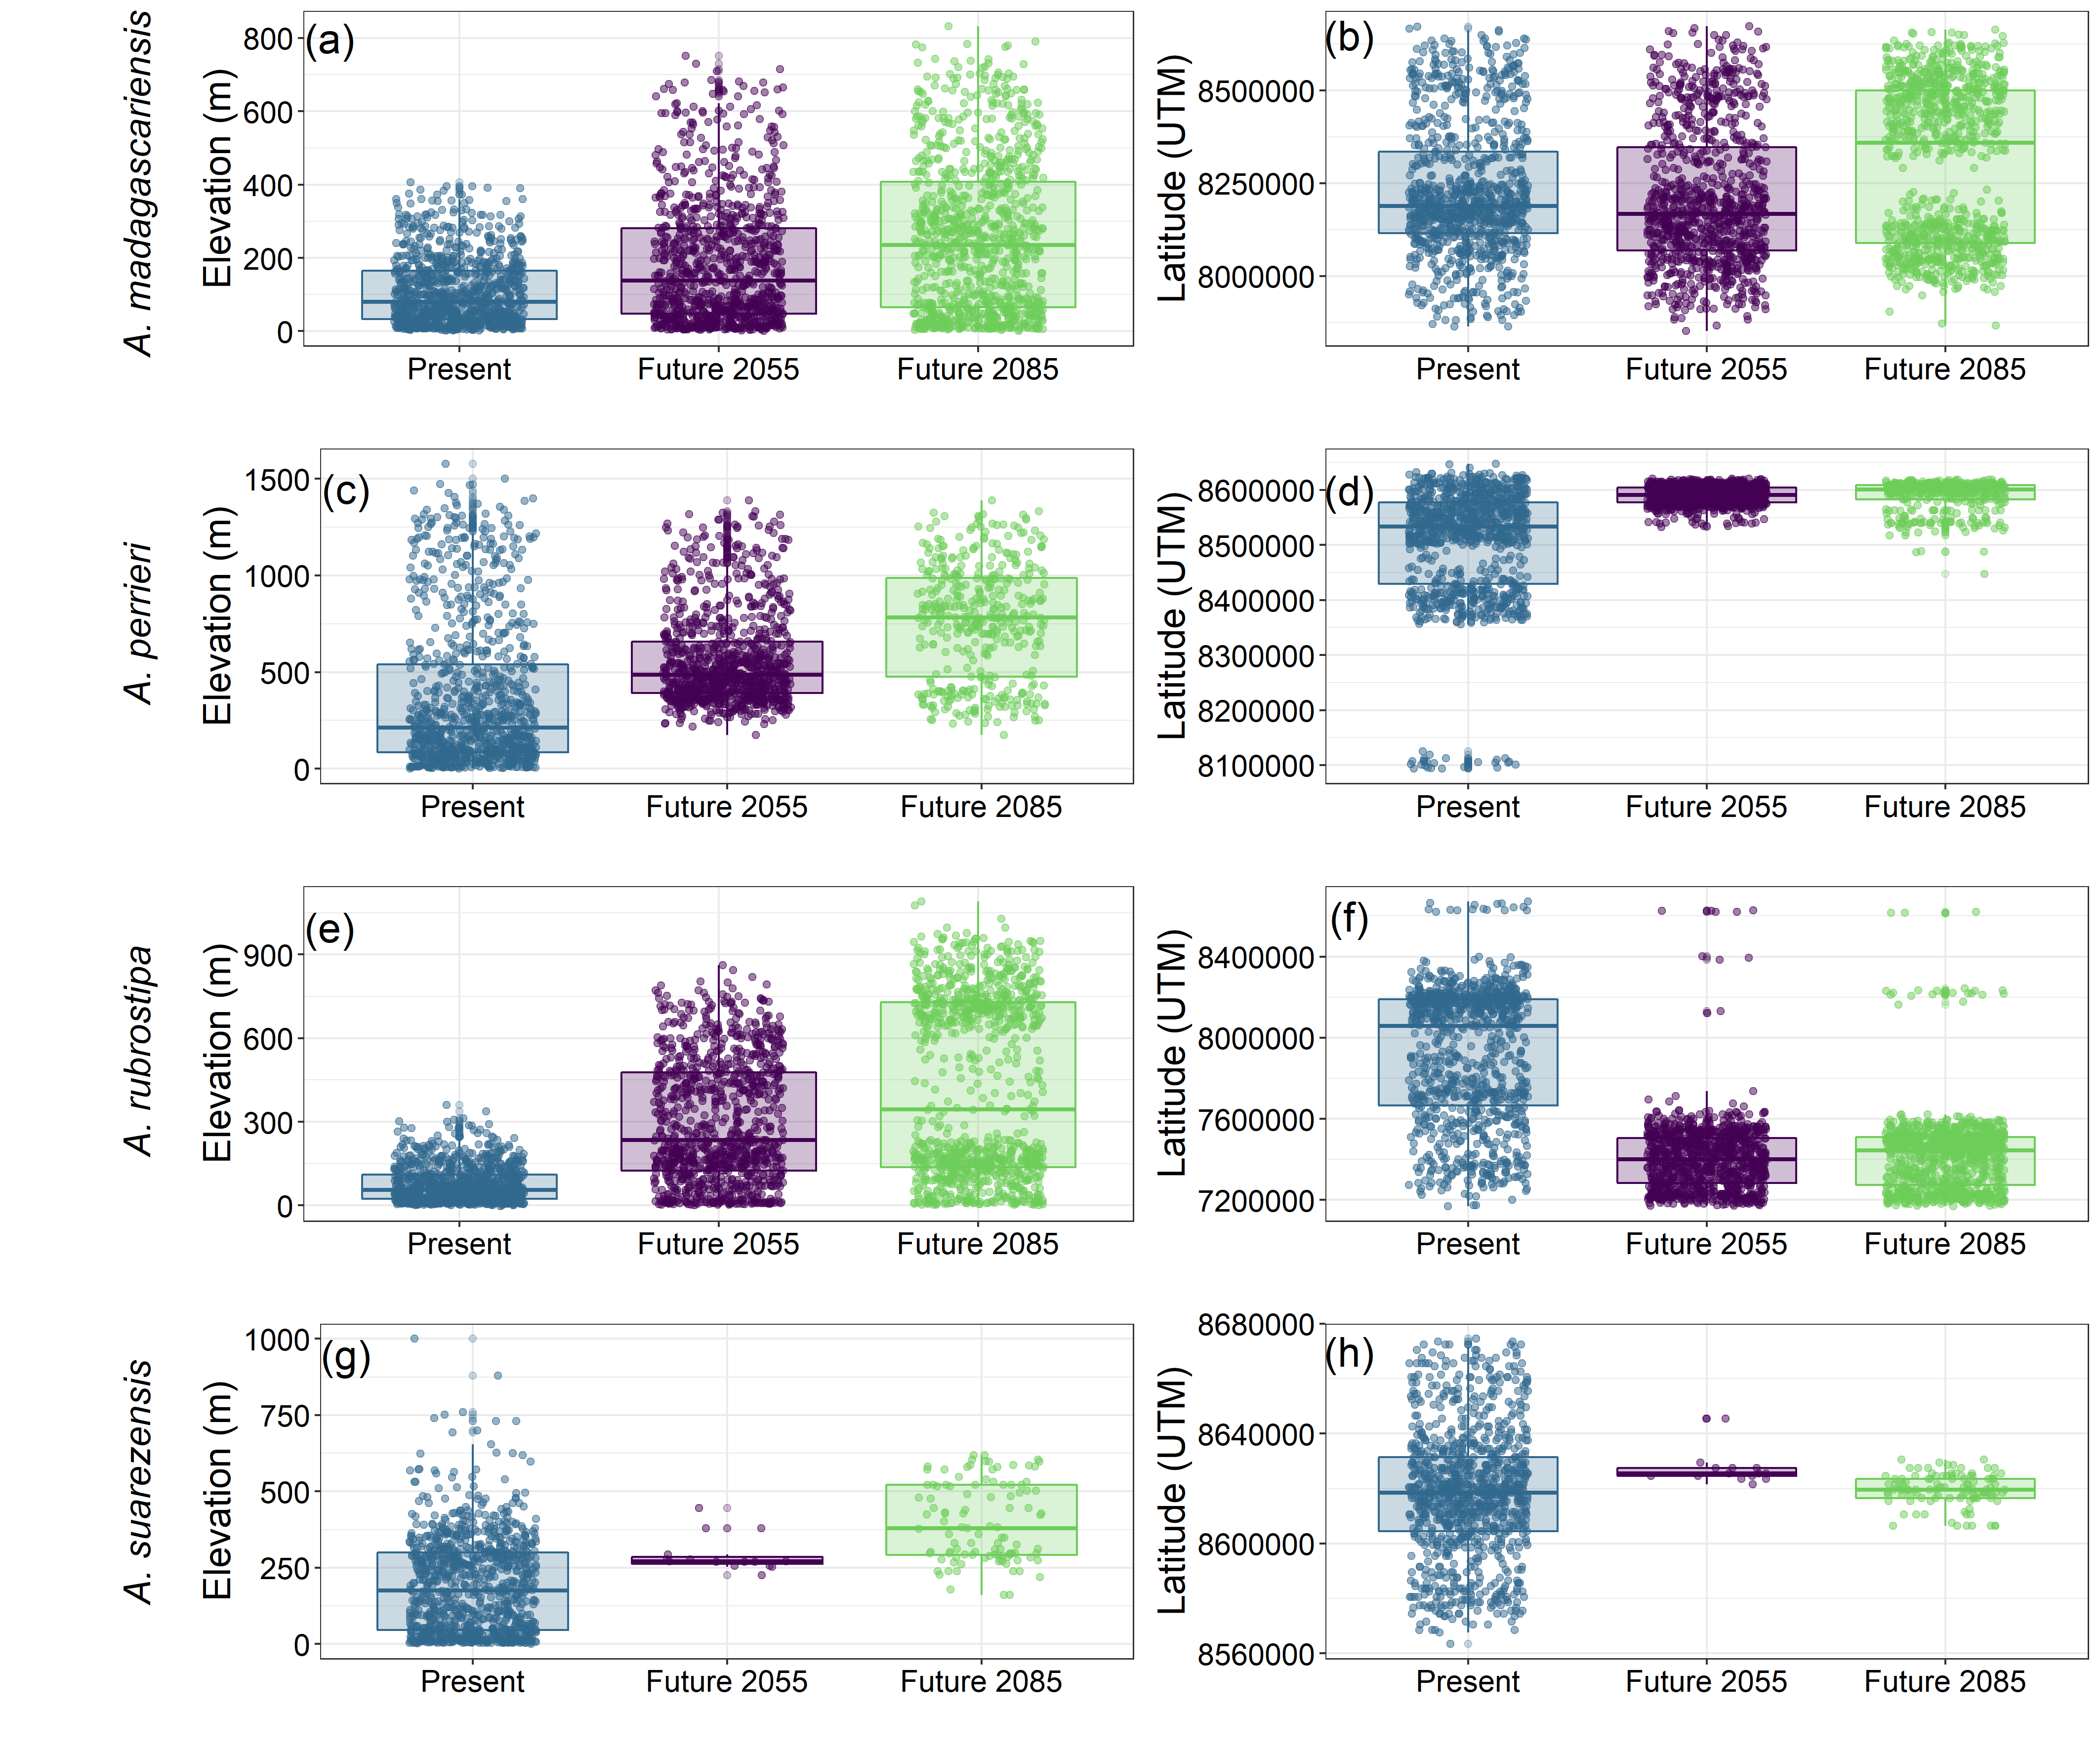 A. madagascariensis
Elevation (m)
(a)
800
600
400
200
0
Present
Future 2055
Future 2085
Latitude (UTM)
(b)
8500000
8250000
8000000
Present
Future 2055
Future 2085
A. perrieri
Elevation (m)
(c)
1500
1000
500
0
Present
Future 2055
Future 2085
Latitude (UTM)
(d)
8600000
8500000
8400000
8300000
8200000
8100000
Present
Future 2055
Future 2085
A. rubrostipa
Elevation (m)
(e)
900
600
300
0
Present
Future 2055
Future 2085
Latitude (UTM)
(f)
8400000
8000000
7600000
7200000
Present
Future 2055
Future 2085
A. suarezensis
Elevation (m)
(g)
1000
750
500
250
0
Present
Future 2055
Future 2085
Latitude (UTM)
(h)
8680000
8640000
8600000
8560000
Present
Future 2055
Future 2085